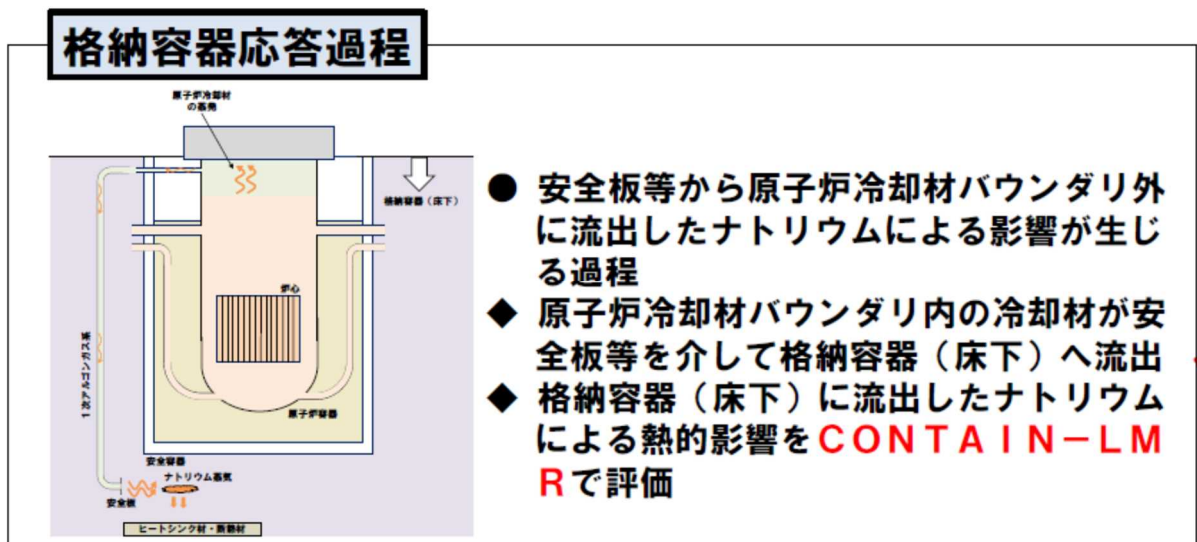 格納容器応答過程
原子炉冷却材
の蒸発
格納容器（床下）
炉心
1次アルゴンガス系
原子炉容器
安全容器
ナトリウム蒸気
安全板
ヒートシンク材・断熱材
● 安全板等から原子炉冷却材バウンダリ外
に流出したナトリウムによる影響が生じ
る過程
◆ 原子炉冷却材バウンダリ内の冷却材が安
全板等を介して格納容器（床下）へ流出
◆ 格納容器（床下）に流出したナトリウム
による熱的影響をＣＯＮＴＡＩＮ－ＬＭ
Ｒで評価